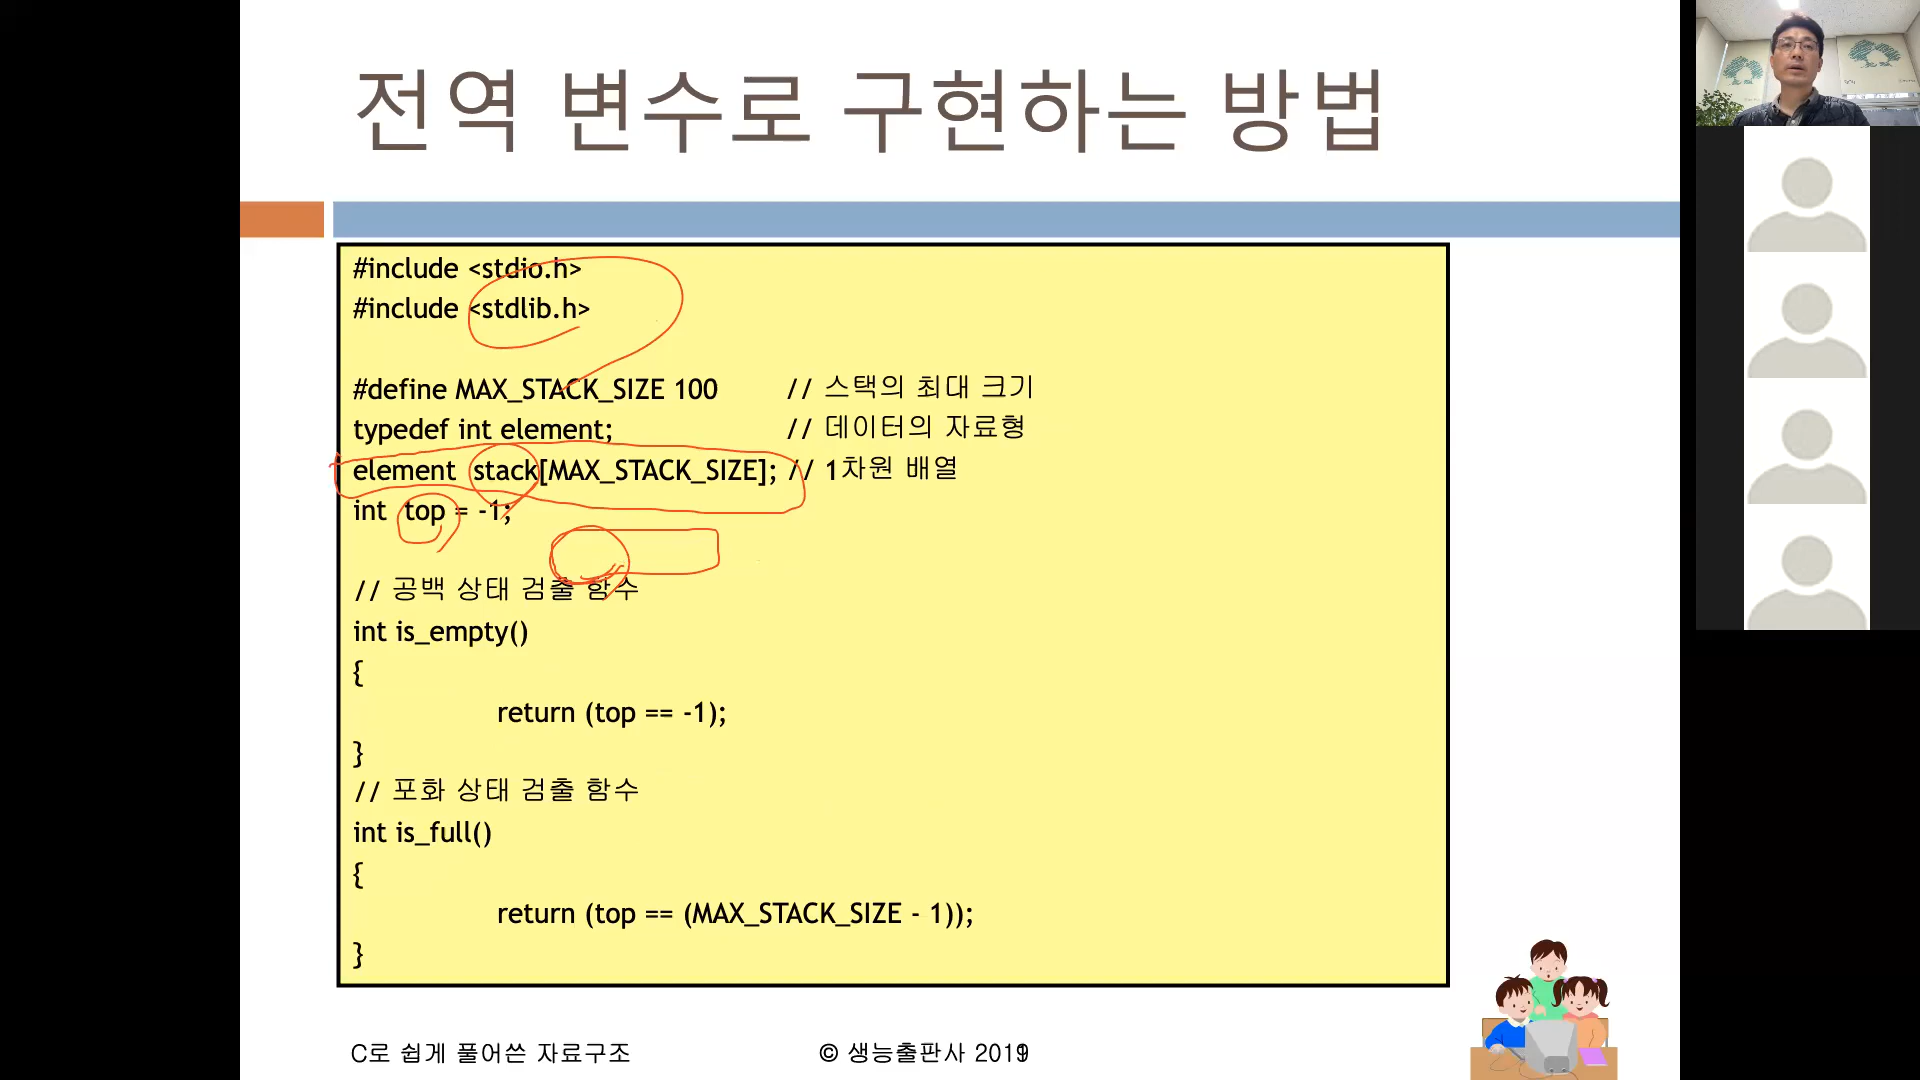 전역 변수로 구현하는 방법
#include <stdio.h>
#include <stdlib.h>
#define MAX_STACK_SIZE 100 // 스택의 최대 크기
typedef int element; // 데이터의 자료형
element stack[MAX_STACK_SIZE]; // 1차원 배열
int top = -1;
// 공백 상태 검출 함수
int is_empty()
{
return (top == -1);
}
// 포화 상태 검출 함수
int is_full()
{
return (top == (MAX_STACK_SIZE - 1));
}
C로 쉽게 풀어쓴 자료구조
© 생능출판사 2019